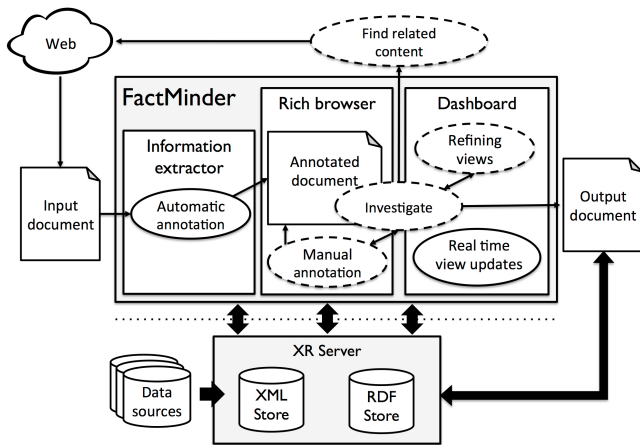 Web
Find related
content
FactMinder
Rich browser
Dashboard
Information
extractor
Annotated
document
Refining
views
Input
document
Automatic
annotation
Investigate
Output
document
Manual
annotation
Real time
view updates
XR Server
Data
sources
XML
Store
RDF
Store